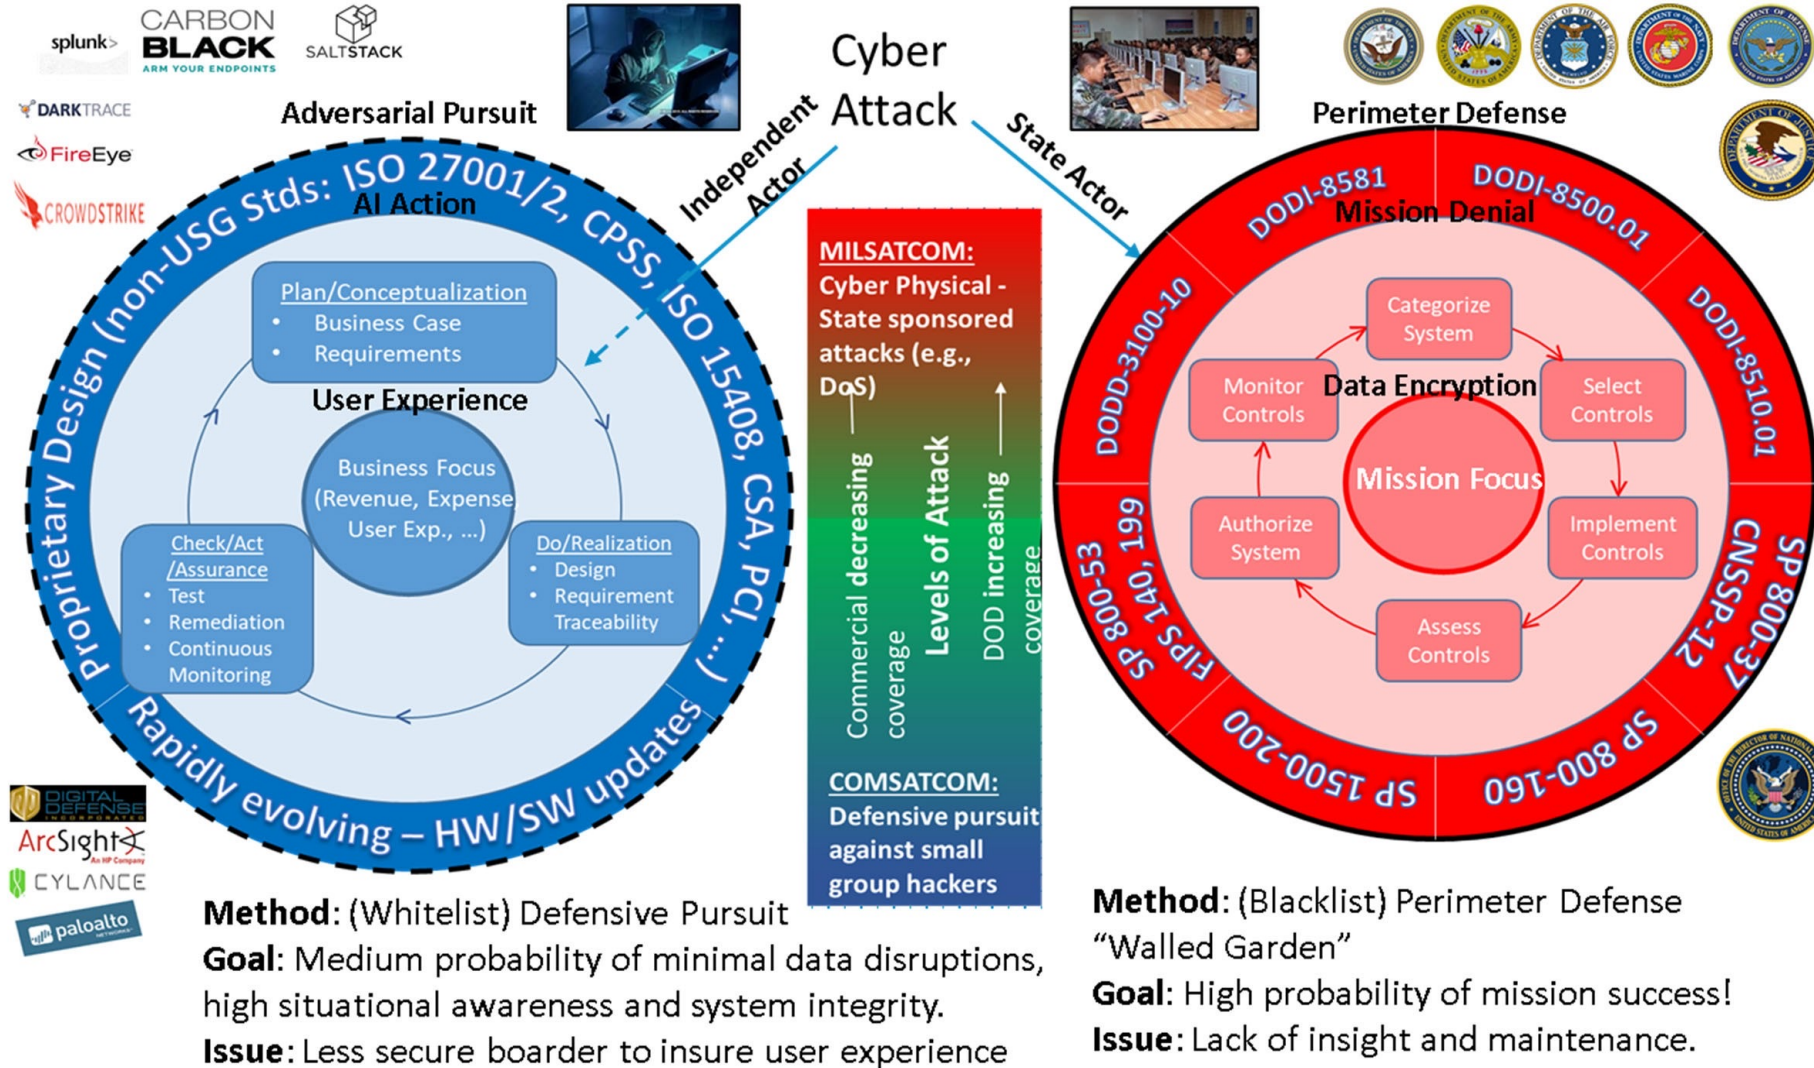 splunk>
CARBON
BLACK
ARM YOUR ENDPOINTS
SALTSTACK
DARKTRACE
FireEye
CROWDSTRIKE
Cyber
Attack
Independent
Actor
State Actor
Adversarial Pursuit
Proprietary Design (non-USG Stds: ISO 27001/2, CPSS, ISO 15408, CSA, PCI, ...)
AI Action
Plan/Conceptualization
• Business Case
• Requirements
User Experience
Business Focus
(Revenue, Expense
User Exp., ...)
Check/Act
/Assurance
• Test
• Remediation
• Continuous
Monitoring
Do/Realization
• Design
• Requirement
Traceability
Rapidly evolving – HW/SW updates
DIGITAL
DEFENSE
INCORPORATED
ArcSight
An HP Company
CYLANCE
paloalto
NETWORKS
Method: (Whitelist) Defensive Pursuit
Goal: Medium probability of minimal data disruptions,
high situational awareness and system integrity.
Issue: Less secure boarder to insure user experience
MILSATCOM:
Cyber Physical -
State sponsored
attacks (e.g.,
DoS)
Commercial decreasing
coverage
Levels of Attack
DOD increasing
coverage
COMSATCOM:
Defensive pursuit
against small
group hackers
Perimeter Defense
DODI-8581
DODI-8500.01
Mission Denial
DODD-3100-10
DODI-8510.01
Categorize
System
Monitor
Controls
Data Encryption
Select
Controls
Mission Focus
Authorize
System
Implement
Controls
Assess
Controls
SP 800-53
FIPS 140, 199
SP 800-37
CNSSP-12
SP 1500-200
SP 800-160
Method: (Blacklist) Perimeter Defense
“Walled Garden”
Goal: High probability of mission success!
Issue: Lack of insight and maintenance.